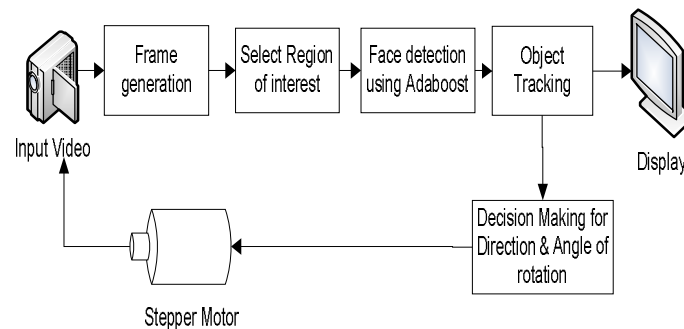 Frame
generation
Select Region
of interest
Face detection
using Adaboost
Object
Tracking
Input Video
Display
Decision Making for
Direction & Angle of
rotation
Stepper Motor